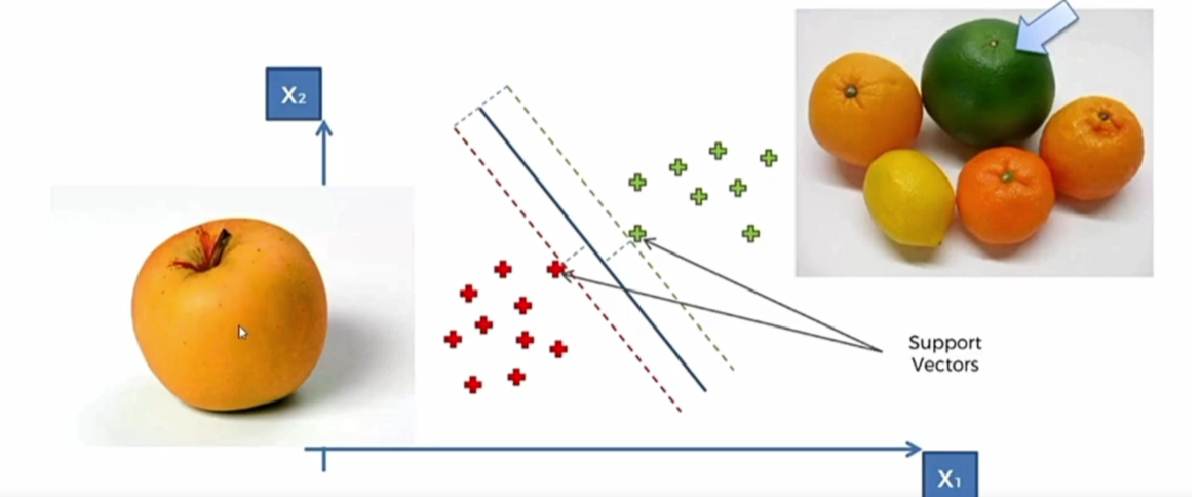 X₂
Support
Vectors
X₁